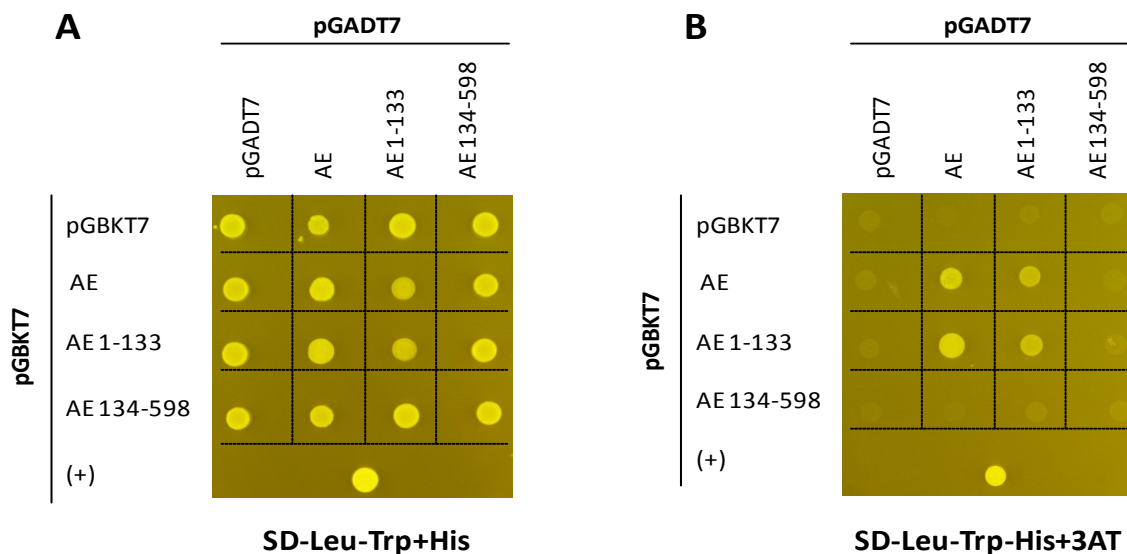 A
pGADT7
pGADT7
AE
AE 1-133
AE 134-598
pGBKT7
pGBKT7
AE
AE 1-133
AE 134-598
(+)
SD-Leu-Trp+His
B
pGADT7
pGADT7
AE
AE 1-133
AE 134-598
pGBKT7
pGBKT7
AE
AE 1-133
AE 134-598
(+)
SD-Leu-Trp-His+3AT